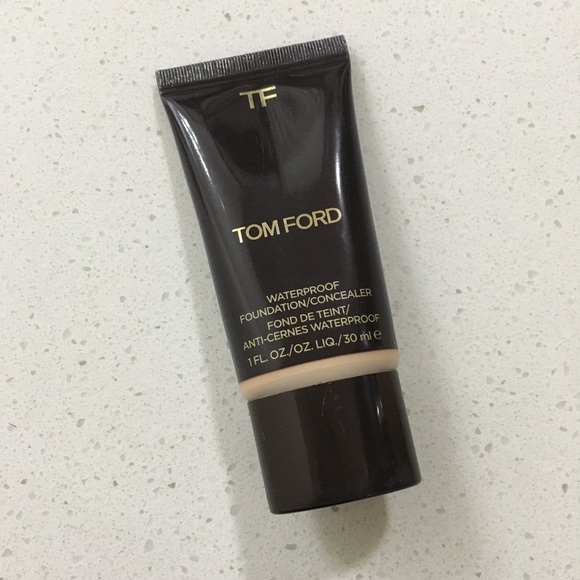 TF
TOM FORD
WATERPROOF
FOUNDATION/CONCEALER
FOND DE TEINT/
ANTI-CERNES WATERPROOF
1 FL. OZ./OZ. LIQ./30 ml ℮